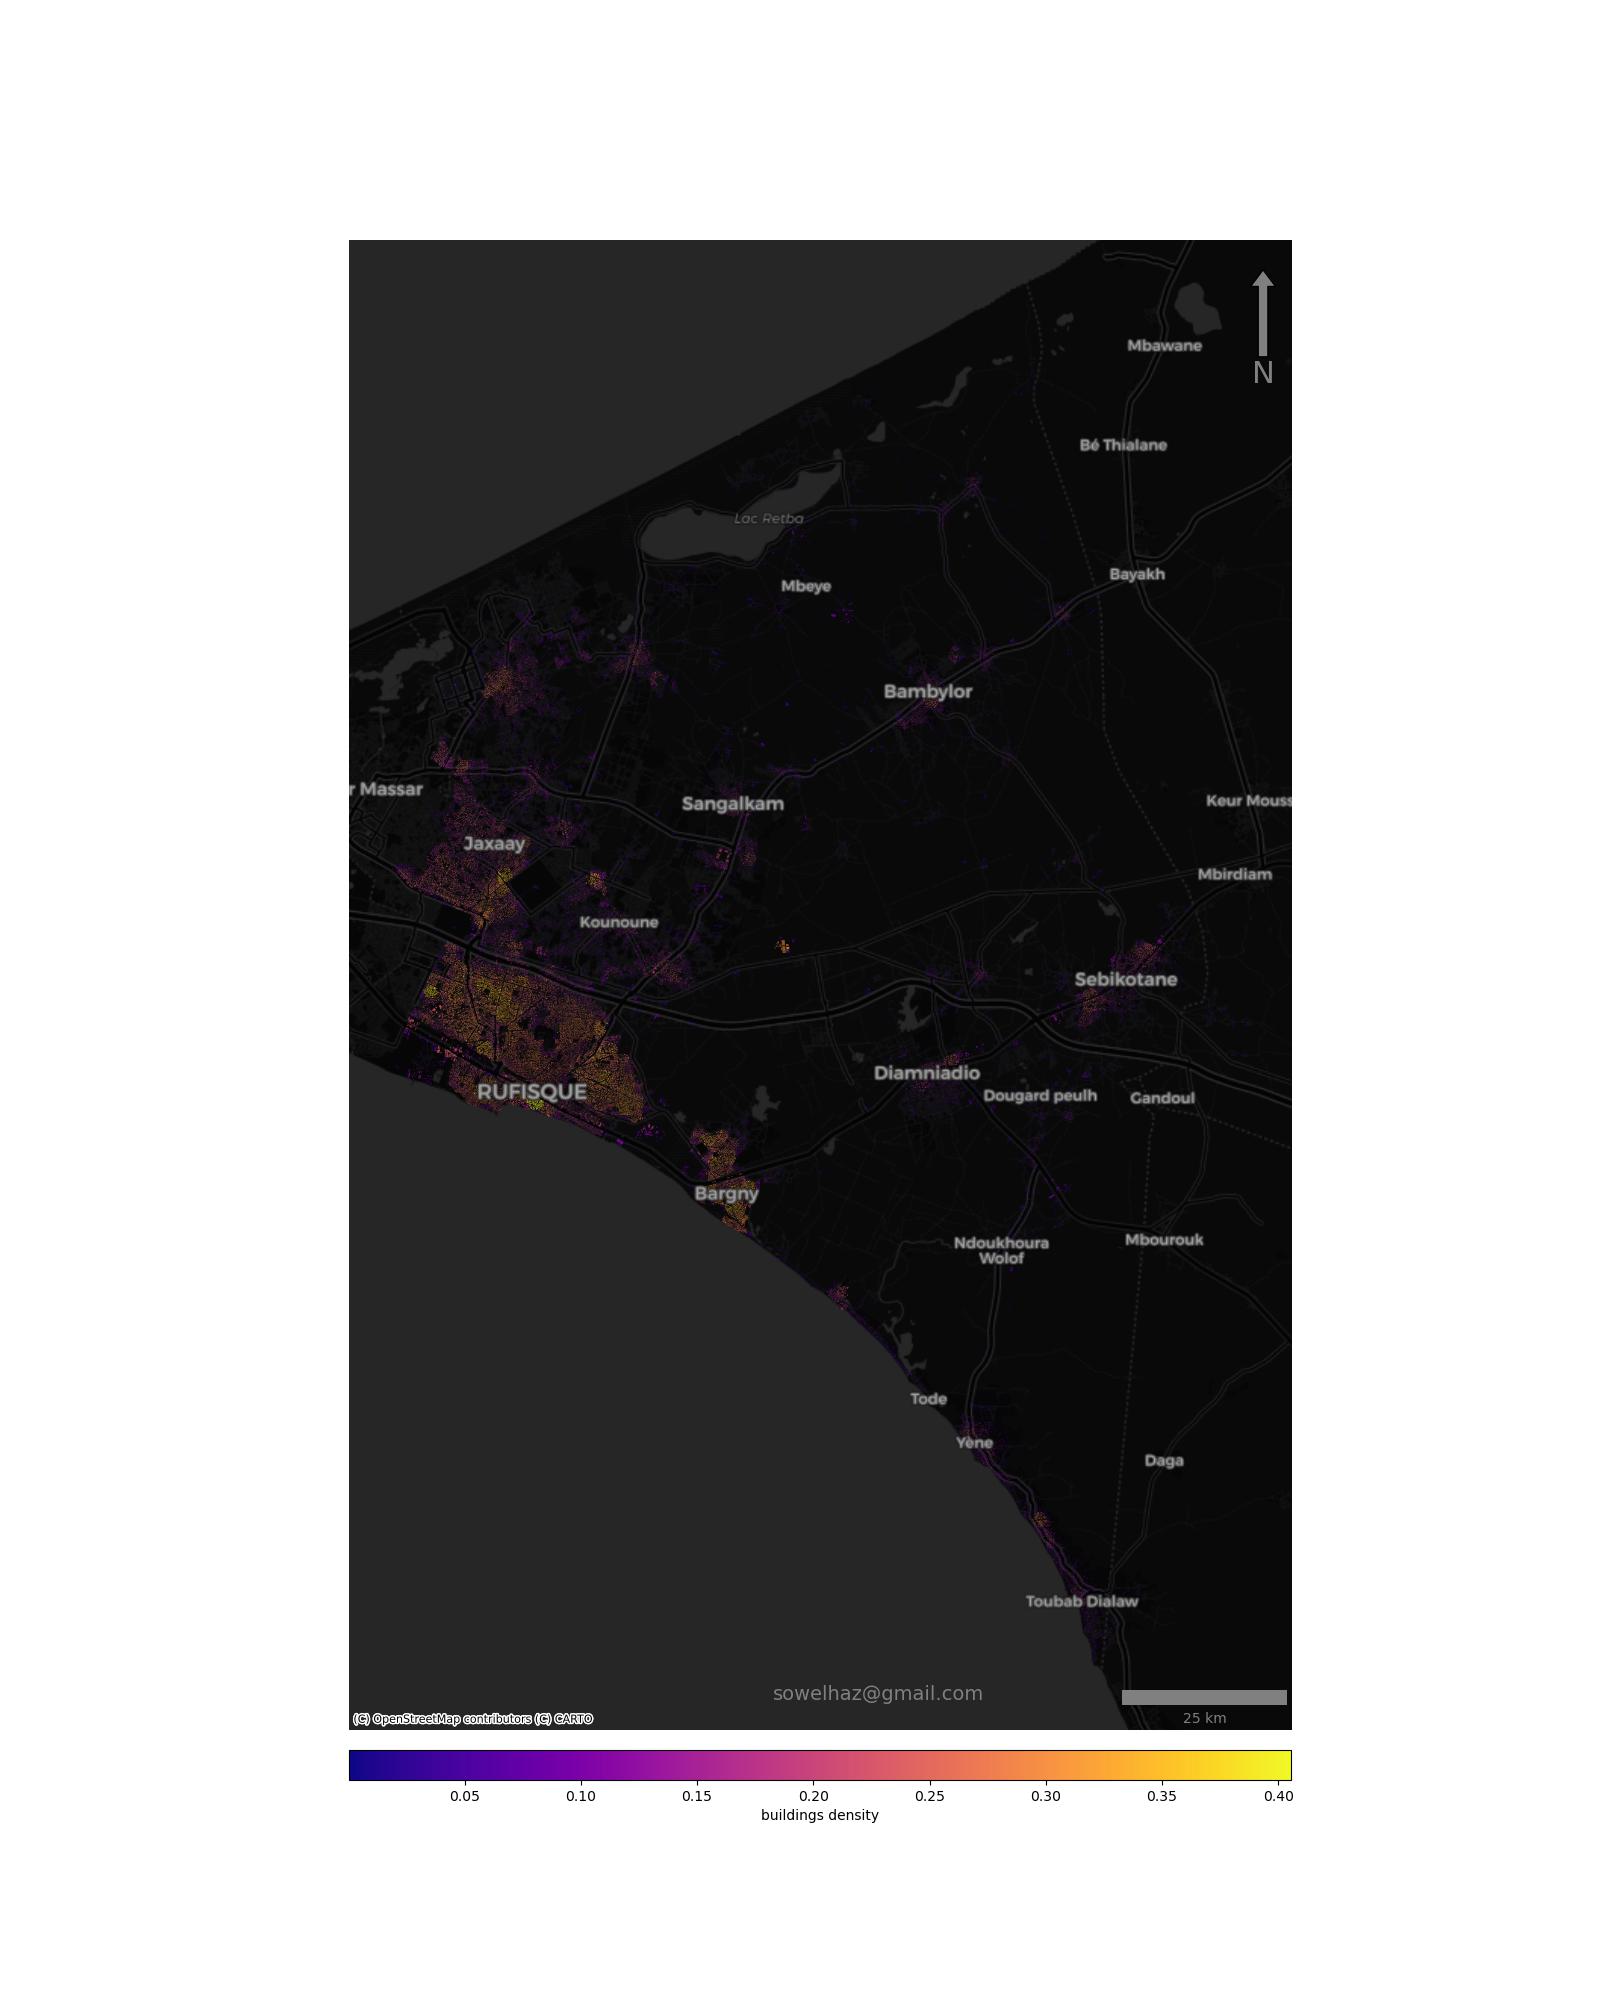 Mbawane
N
Bé Thialane
Lac Retba
Bayakh
Mbeye
Bambylor
r Massar
Sangalkam
Keur Mouss
Jaxaay
Mbirdiam
Kounoune
Sebikotane
Diamniadio
RUFISQUE
Dougard peulh
Gandoul
Bargny
Ndoukhoura
Wolof
Mbourouk
Tode
Yène
Daga
Toubab Dialaw
sowelhaz@gmail.com
(C) OpenStreetMap contributors (C) CARTO
25 km
0.05 0.10 0.15 0.20 0.25 0.30 0.35 0.40
buildings density